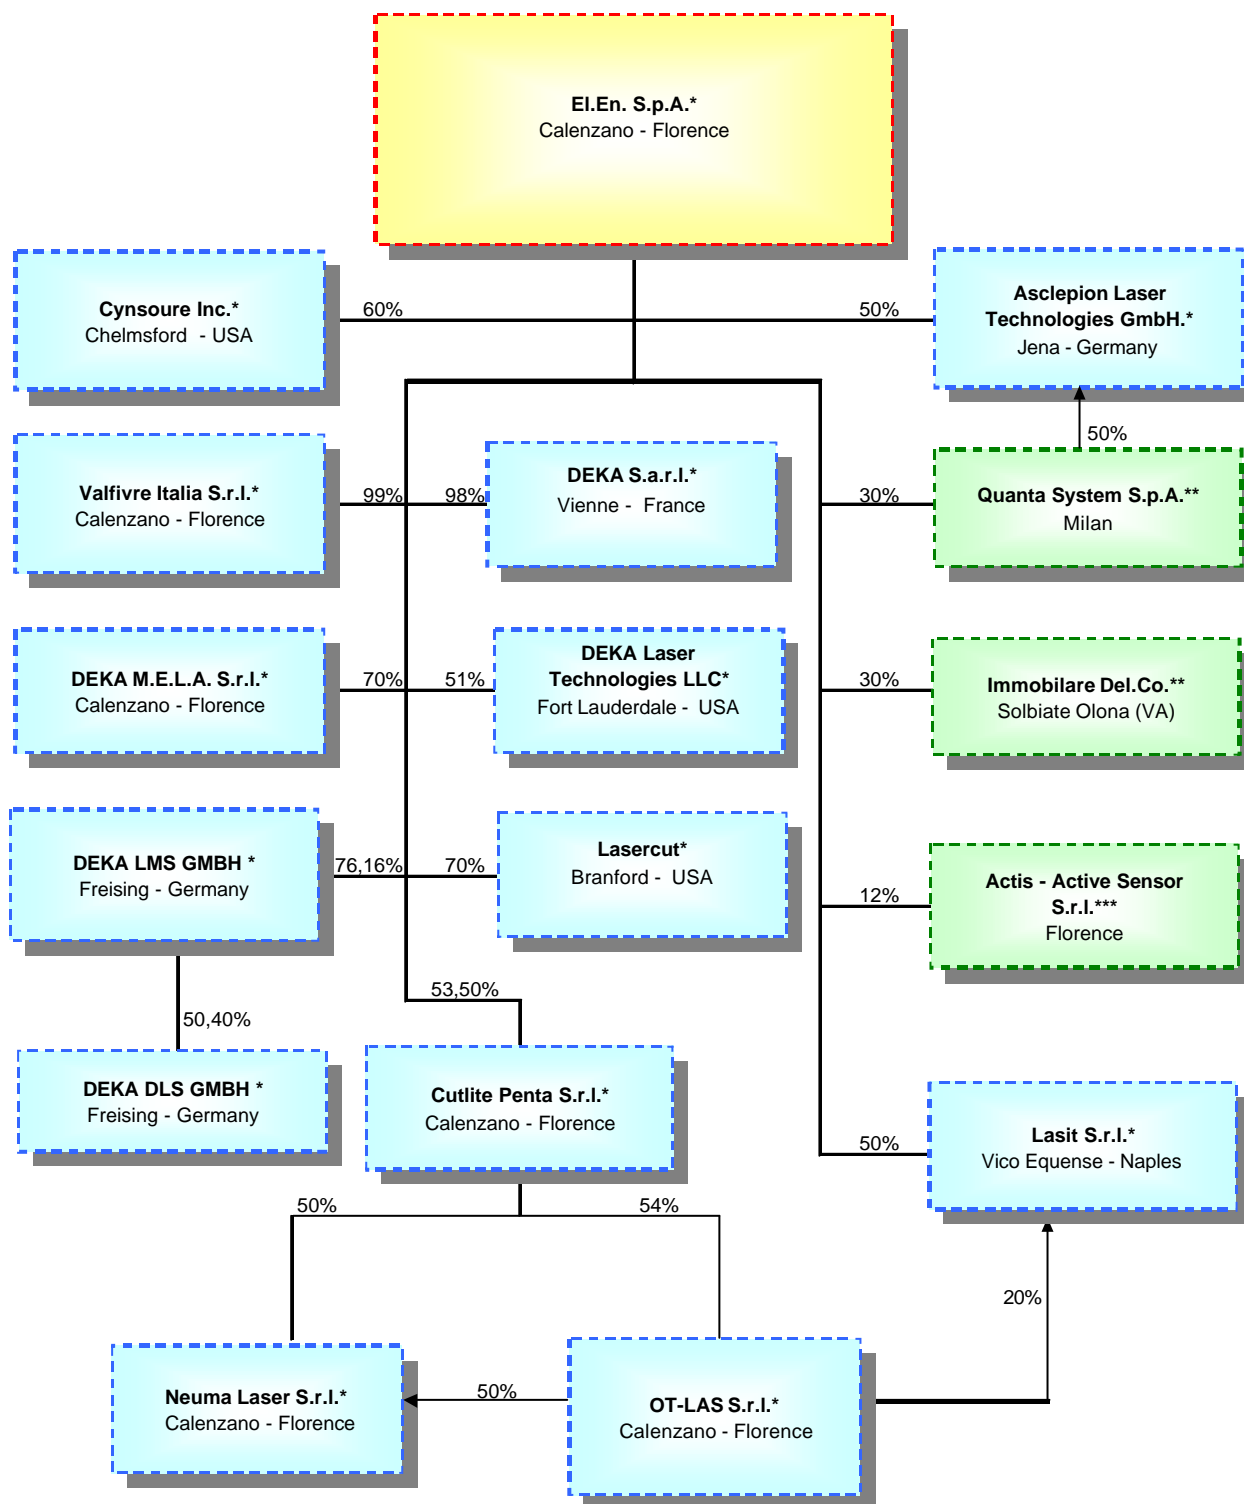 El.En. S.p.A.*
Calenzano - Florence
Cynsoure Inc.*
Chelmsford - USA
60%
50%
Asclepion Laser
Technologies GmbH.*
Jena - Germany
50%
Valfivre Italia S.r.l.*
Calenzano - Florence
99%
98%
DEKA S.a.r.l.*
Vienne - France
30%
Quanta System S.p.A.**
Milan
DEKA M.E.L.A. S.r.l.*
Calenzano - Florence
70%
51%
DEKA Laser
Technologies LLC*
Fort Lauderdale - USA
30%
Immobilare Del.Co.**
Solbiate Olona (VA)
DEKA LMS GMBH *
Freising - Germany
76,16%
70%
Lasercut*
Branford - USA
12%
Actis - Active Sensor
S.r.l.***
Florence
53,50%
50,40%
DEKA DLS GMBH *
Freising - Germany
Cutlite Penta S.r.l.*
Calenzano - Florence
50%
Lasit S.r.l.*
Vico Equense - Naples
50%
54%
20%
Neuma Laser S.r.l.*
Calenzano - Florence
50%
OT-LAS S.r.l.*
Calenzano - Florence